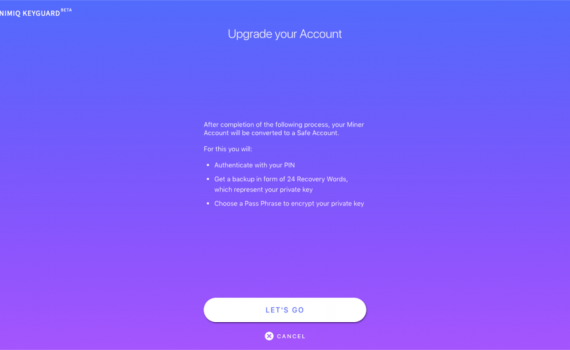 NIMIQ KEYGUARD BETA
Upgrade your Account
After completion of the following process, your Miner
Account will be converted to a Safe Account.
For this you will:
• Authenticate with your PIN
• Get a backup in form of 24 Recovery Words,
which represent your private key
• Choose a Pass Phrase to encrypt your private key
LET'S GO
CANCEL